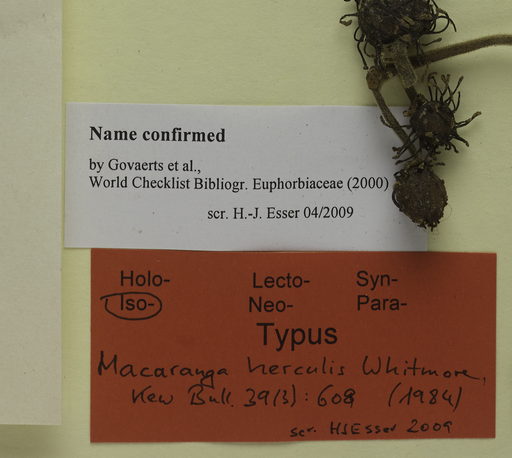 Name confirmed
by Govaerts et al.,
World Checklist Bibliogr. Euphorbiaceae (2000)
scr. H.-J. Esser 04/2009
Holo- Lecto- Syn-
Iso- Neo- Para-
Typus
Macaranga herculis Whitmore,
Kew Bull. 39(3): 608 (1984)
scr. HJEsser 2009